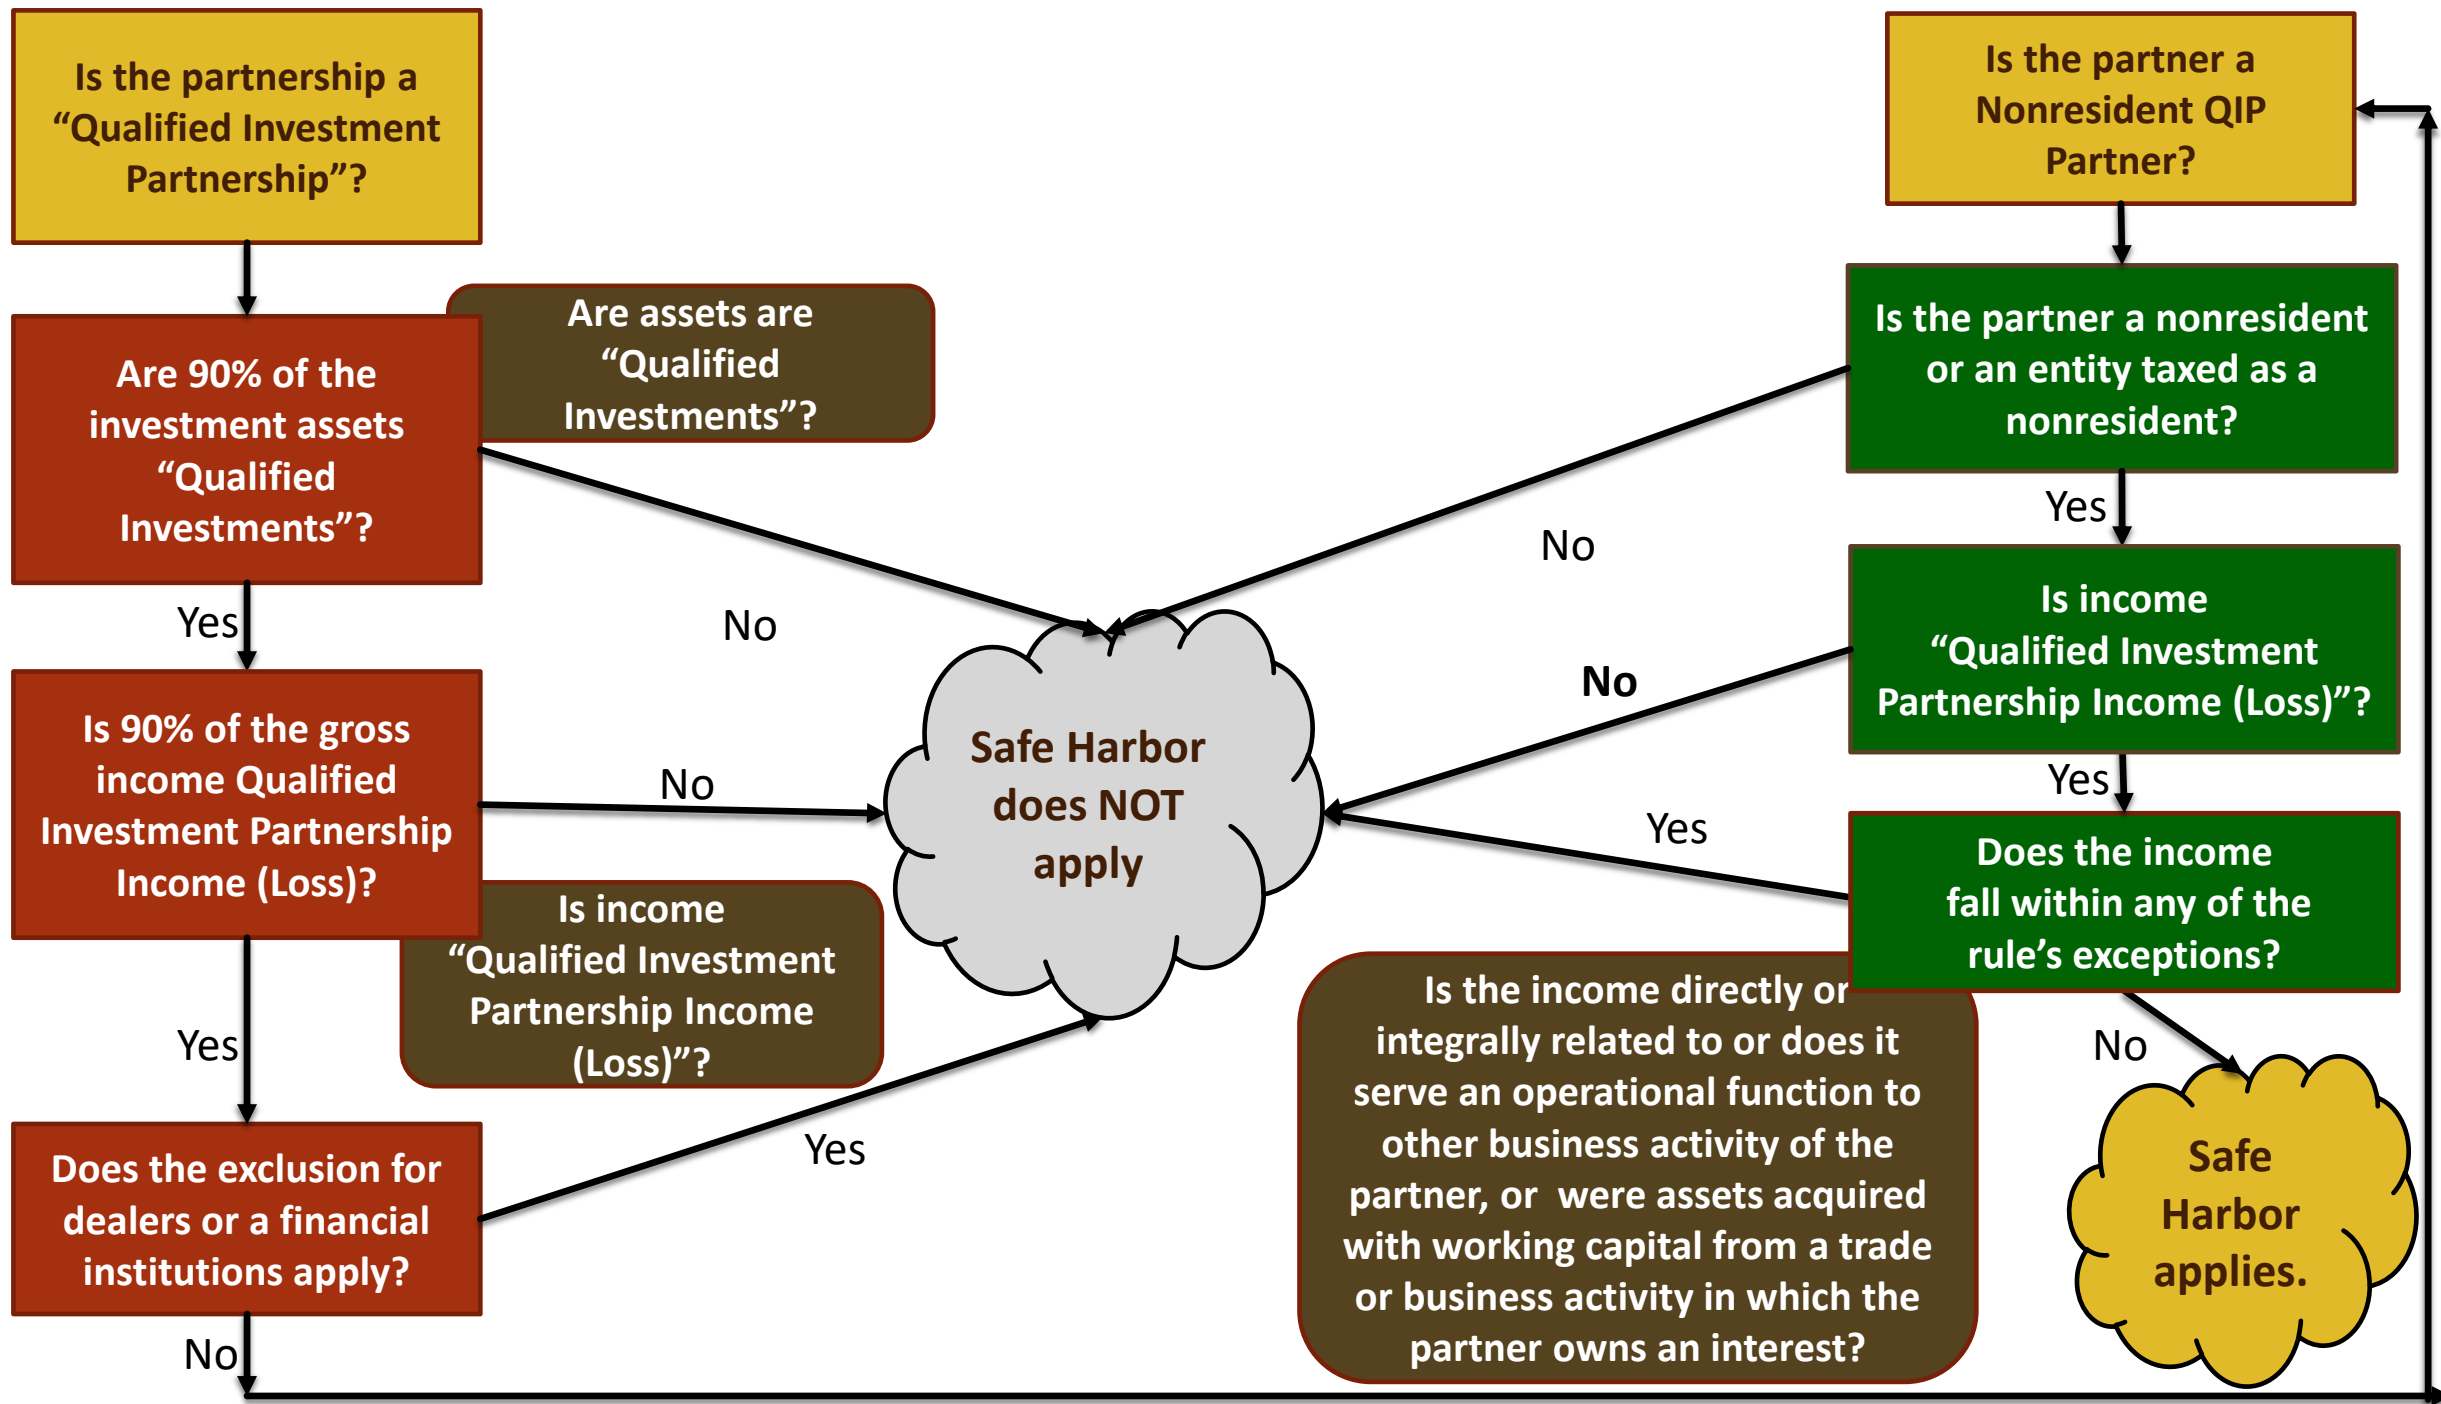 Is the partnership a
“Qualified Investment
Partnership”?
Are 90% of the
investment assets
“Qualified
Investments”?
Are assets are
“Qualified
Investments”?
No
Yes
Is 90% of the gross
income Qualified
Investment Partnership
Income (Loss)?
No
Is income
“Qualified Investment
Partnership Income
(Loss)”?
Yes
Does the exclusion for
dealers or a financial
institutions apply?
Yes
No
Safe Harbor
does NOT
apply
Is the partner a
Nonresident QIP
Partner?
Is the partner a nonresident
or an entity taxed as a
nonresident?
No
Yes
Is income
“Qualified Investment
Partnership Income (Loss)”?
No
Yes
Does the income
fall within any of the
rule’s exceptions?
Yes
Is the income directly or
integrally related to or does it
serve an operational function to
other business activity of the
partner, or were assets acquired
with working capital from a trade
or business activity in which the
partner owns an interest?
No
Safe
Harbor
applies.